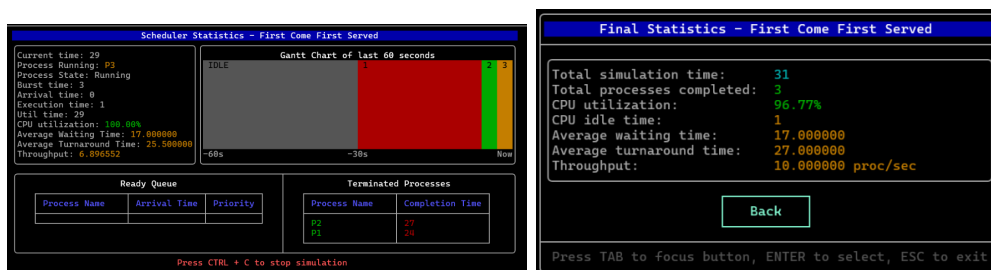 Scheduler Statistics - First Come First Served
Current time: 29
Process Running: P3
Process State: Running
Burst time: 3
Arrival time: 0
Execution time: 1
Util time: 29
CPU utilization: 100.00%
Average Waiting Time: 17.000000
Average Turnaround Time: 25.500000
Throughput: 6.896552
Gantt Chart of last 60 seconds
IDLE 1 2 3
-60s -30s Now
Ready Queue
Process Name Arrival Time Priority
Terminated Processes
Process Name Completion Time
P2 27
P1 24
Press CTRL + C to stop simulation
Final Statistics - First Come First Served
Total simulation time: 31
Total processes completed: 3
CPU utilization: 96.77%
CPU idle time: 1
Average waiting time: 17.000000
Average turnaround time: 27.000000
Throughput: 10.000000 proc/sec
Back
Press TAB to focus button, ENTER to select, ESC to exit